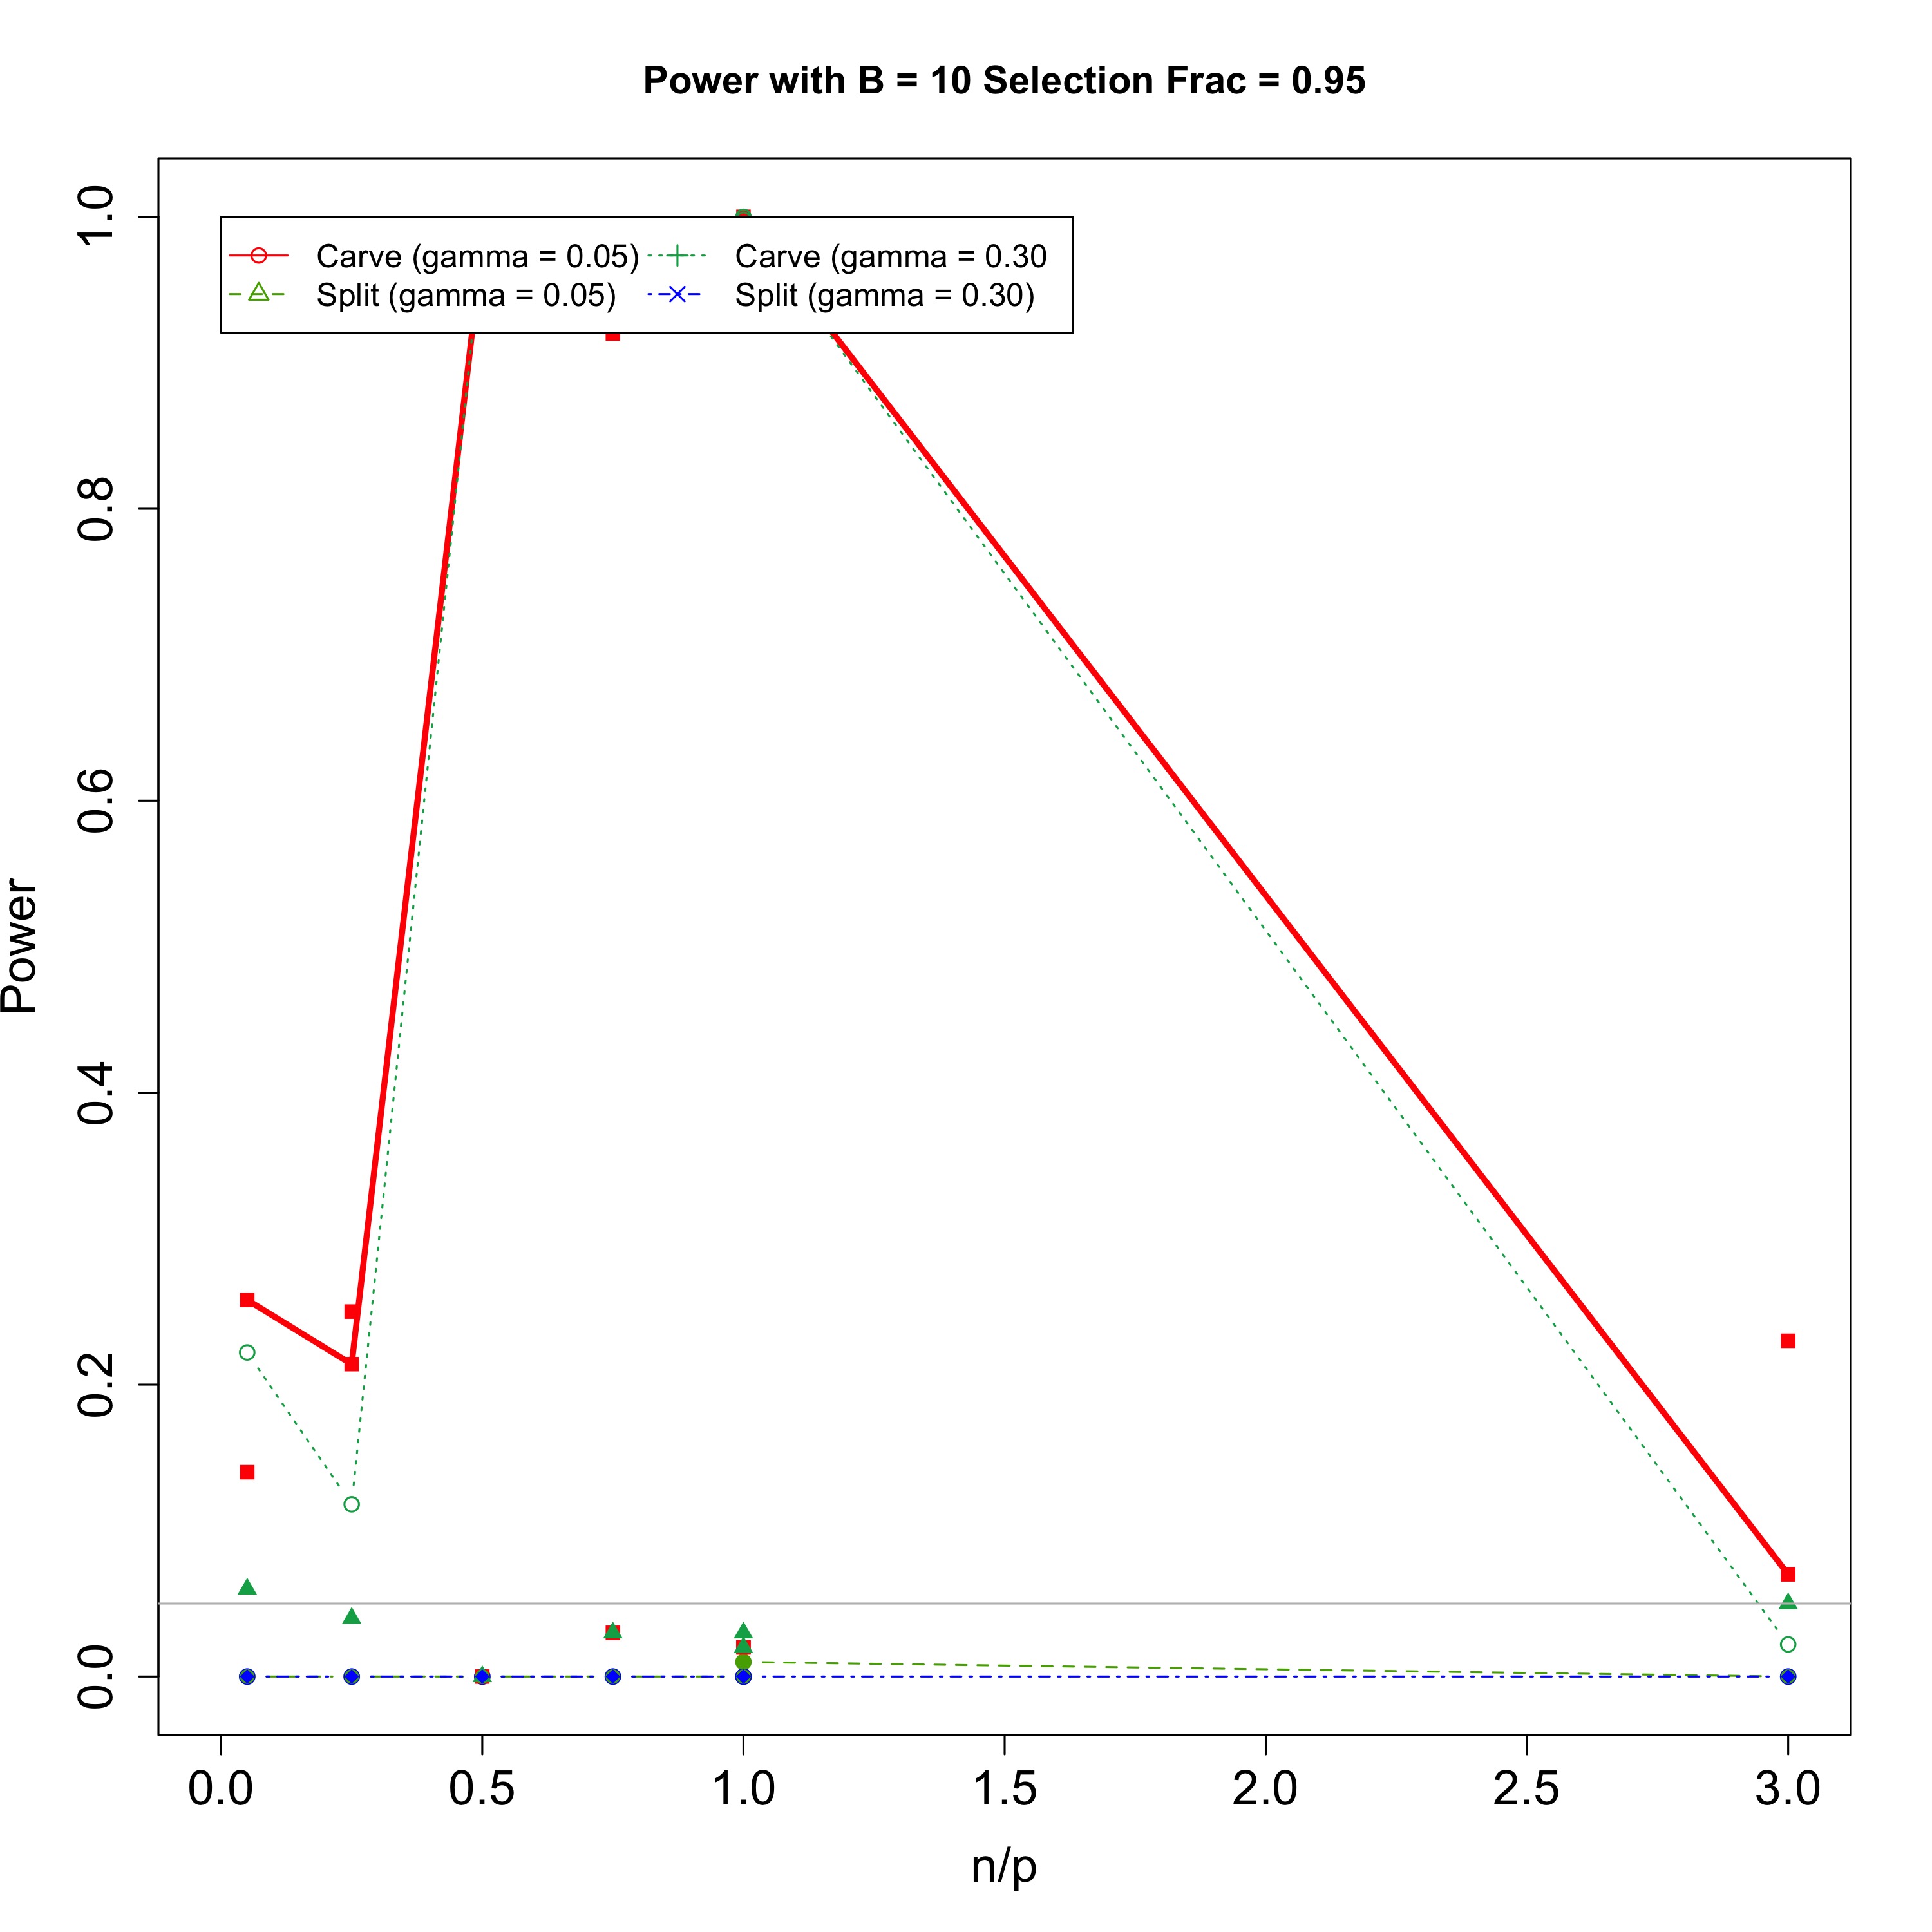 Power with B = 10 Selection Frac = 0.95
Carve (gamma = 0.05)
Split (gamma = 0.05)
Carve (gamma = 0.30
Split (gamma = 0.30)
Power
1.0
0.8
0.6
0.4
0.2
0.0
0.0 0.5 1.0 1.5 2.0 2.5 3.0
n/p